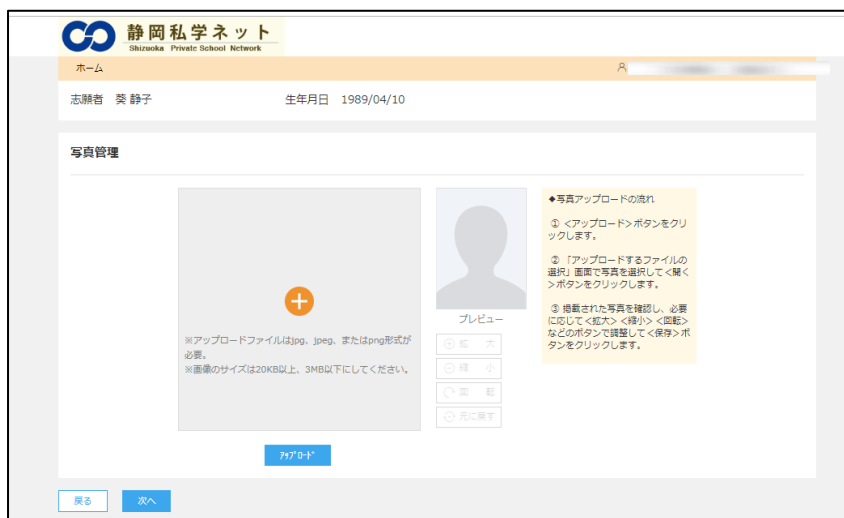 静岡私学ネット
Shizuoka Private School Network
ホーム
志願者 葵 静子 生年月日 1989/04/10
写真管理
※アップロードファイルはjpg、jpeg、またはpng形式が
必要。
※画像のサイズは20KB以上、3MB以下にしてください。
ｱｯﾌﾟﾛｰﾄﾞ
プレビュー
拡 大
縮 小
回 転
元に戻す
◆写真アップロードの流れ
① <アップロード>ボタンをクリ
ックします。
② 「アップロードするファイルの
選択」画面で写真を選択して<開く
>ボタンをクリックします。
③ 掲載された写真を確認し、必要
に応じて<拡大> <縮小> <回転>
などのボタンで調整して<保存>ボ
タンをクリックします。
戻る
次へ